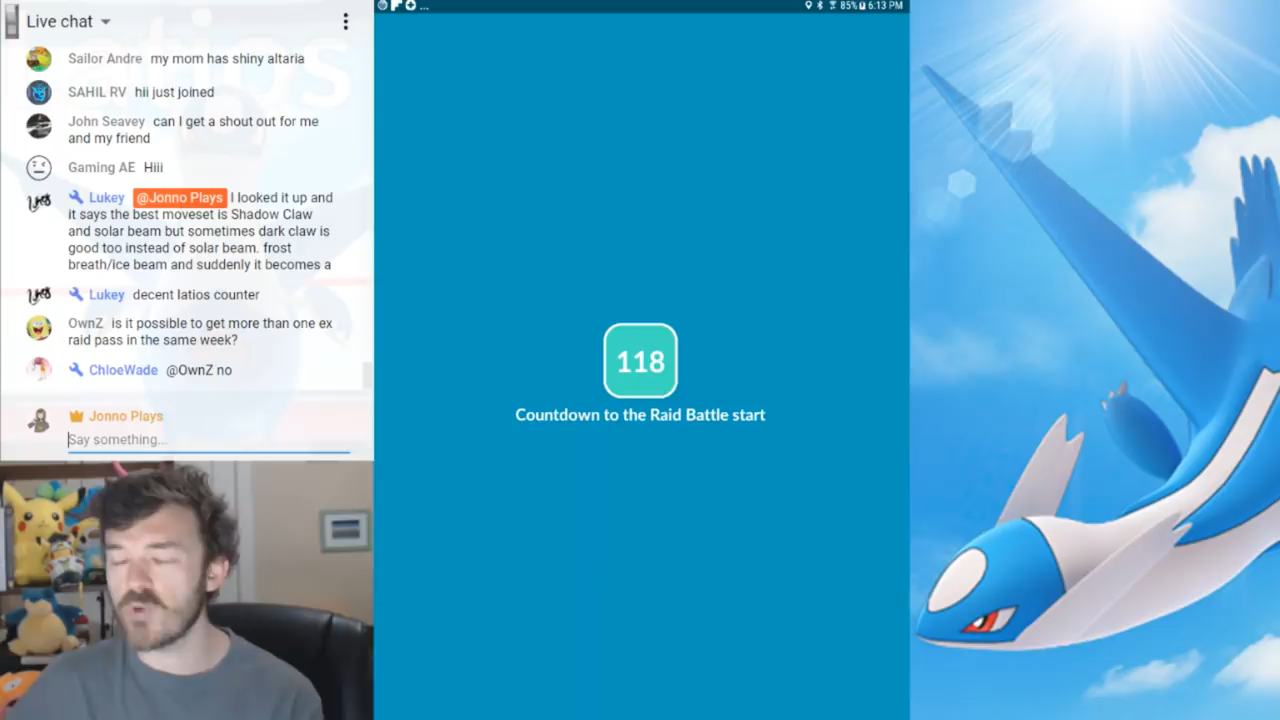 Live chat
Sailor Andre my mom has shiny altaria
SAHIL RV hii just joined
John Seavey can I get a shout out for me
and my friend
Gaming AE Hiii
Lukey @Jonno Plays I looked it up and
it says the best moveset is Shadow Claw
and solar beam but sometimes dark claw is
good too instead of solar beam. frost
breath/ice beam and suddenly it becomes a
Lukey decent latios counter
OwnZ is it possible to get more than one ex
raid pass in the same week?
ChloeWade @OwnZ no
Jonno Plays
Say something...
... 85% 6:13 PM
118
Countdown to the Raid Battle start